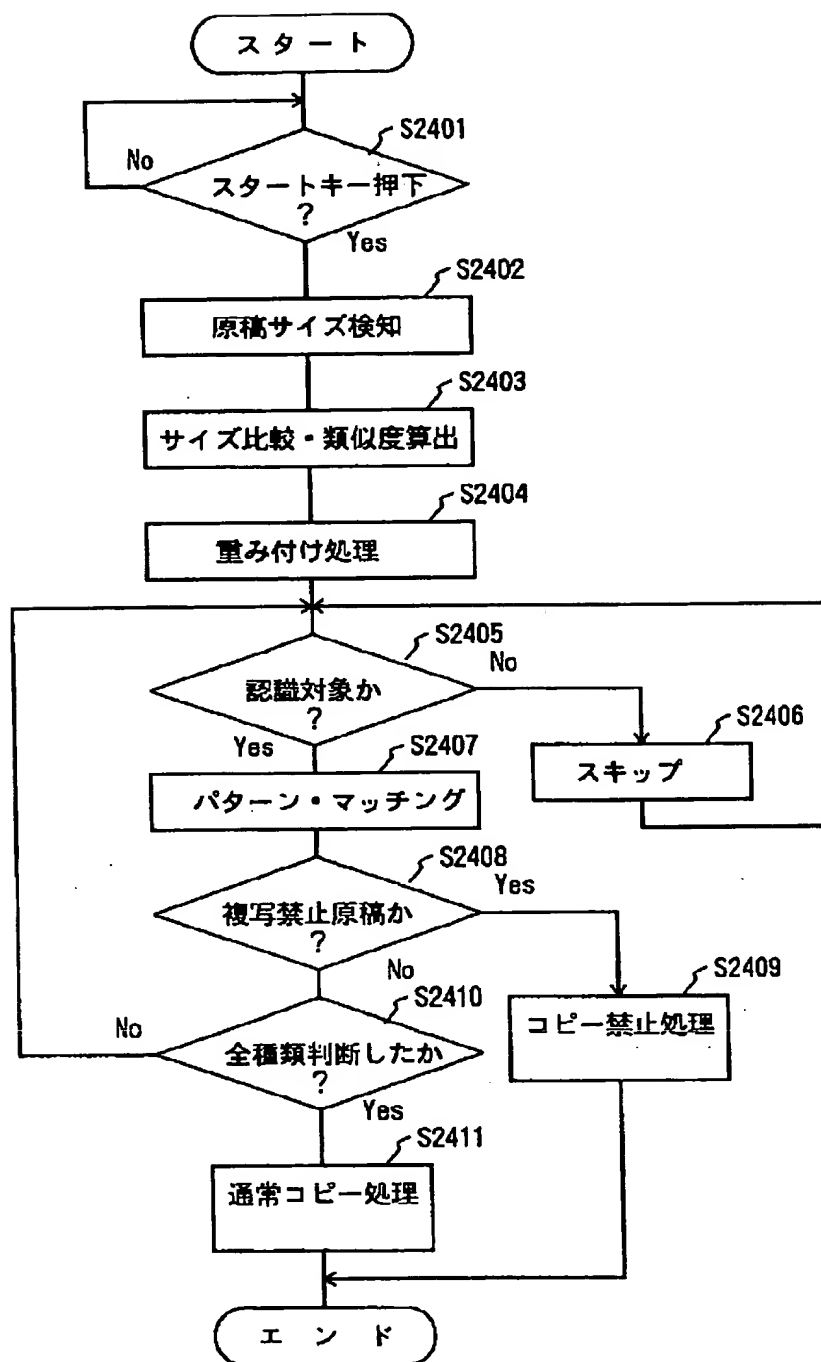 スタート
S2401
No
スタートキー押下
?
Yes
S2402
原稿サイズ検知
S2403
サイズ比較・類似度算出
S2404
重み付け処理
S2405
No
認識対象か
?
Yes
S2406
スキップ
S2407
パターン・マッチング
S2408
Yes
複写禁止原稿か
?
No
S2409
コピー禁止処理
S2410
No
全種類判断したか
?
Yes
S2411
通常コピー処理
エンド